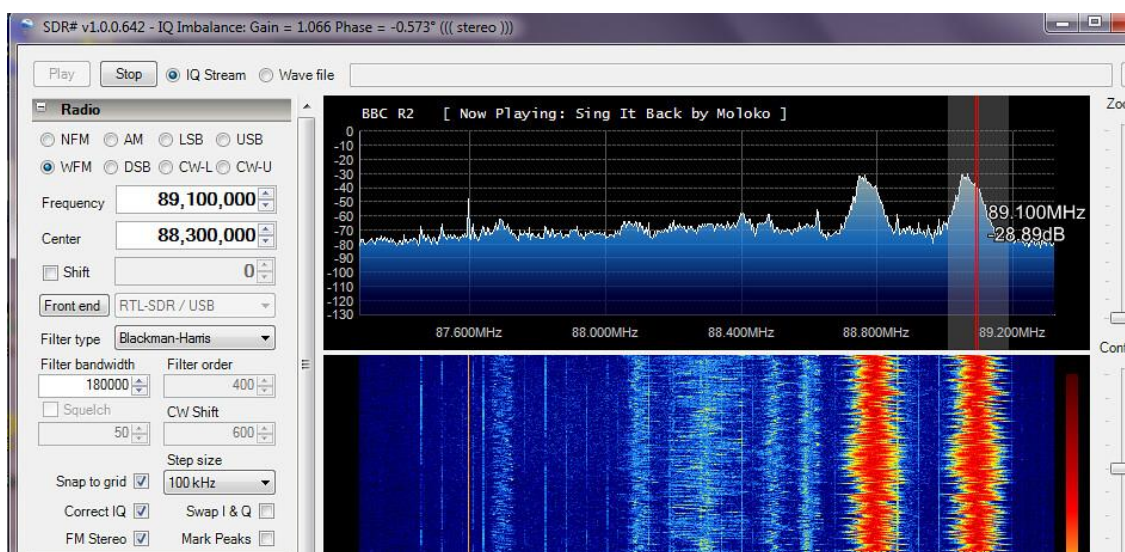 SDR# v1.0.0.642 - IQ Imbalance: Gain = 1.066 Phase = -0.573° ((( stereo )))
Play Stop IQ Stream Wave file
Radio
NFM AM LSB USB
WFM DSB CW-L CW-U
Frequency 89,100,000
Center 88,300,000
Shift 0
Front end RTL-SDR / USB
Filter type Blackman-Harris
Filter bandwidth Filter order
180000 400
Squelch CW Shift
50 600
Step size
Snap to grid 100 kHz
Correct IQ Swap I & Q
FM Stereo Mark Peaks
BBC R2 [ Now Playing: Sing It Back by Moloko ]
0
-10
-20
-30
-40
-50
-60
-70
-80
-90
-100
-110
-120
-130
89.100MHz
-28.89dB
87.600MHz 88.000MHz 88.400MHz 88.800MHz 89.200MHz